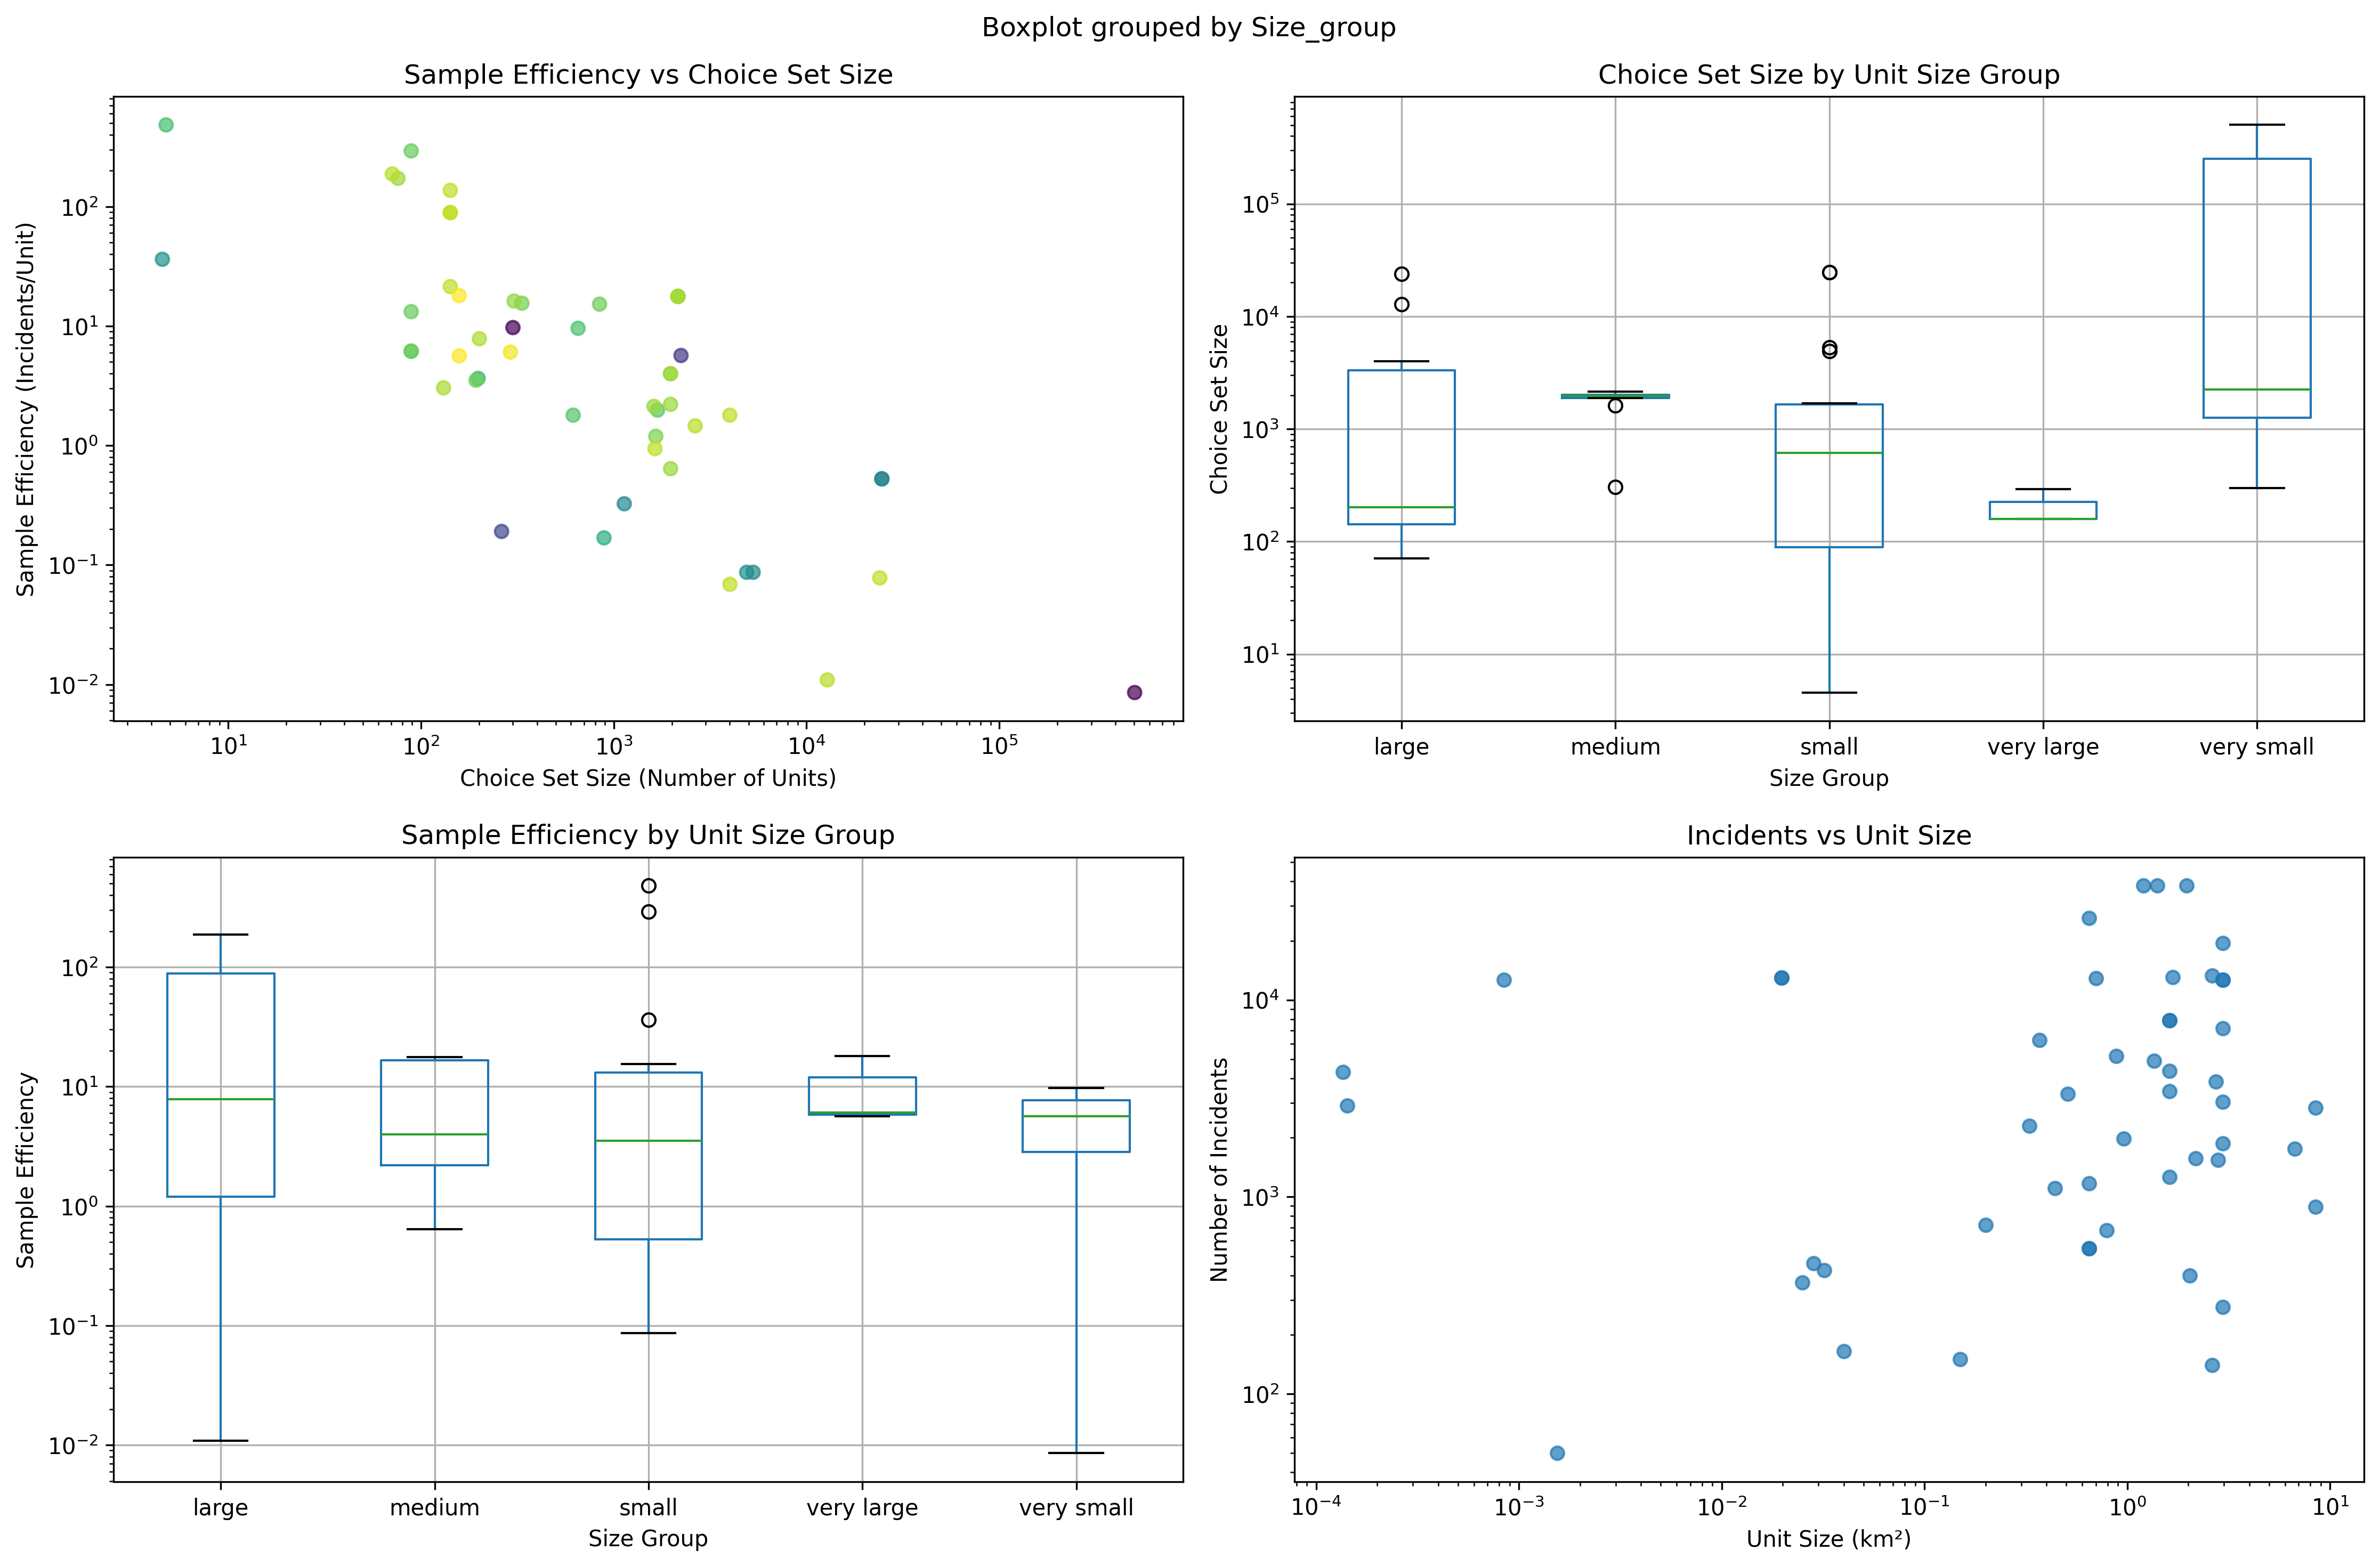 Boxplot grouped by Size_group
Sample Efficiency vs Choice Set Size
Sample Efficiency (Incidents/Unit)
10²
10¹
10⁰
10⁻¹
10⁻²
10¹ 10² 10³ 10⁴ 10⁵
Choice Set Size (Number of Units)
Choice Set Size by Unit Size Group
Choice Set Size
10⁵
10⁴
10³
10²
10¹
large medium small very large very small
Size Group
Sample Efficiency by Unit Size Group
Sample Efficiency
10²
10¹
10⁰
10⁻¹
10⁻²
large medium small very large very small
Size Group
Incidents vs Unit Size
Number of Incidents
10⁴
10³
10²
10⁻⁴ 10⁻³ 10⁻² 10⁻¹ 10⁰ 10¹
Unit Size (km²)